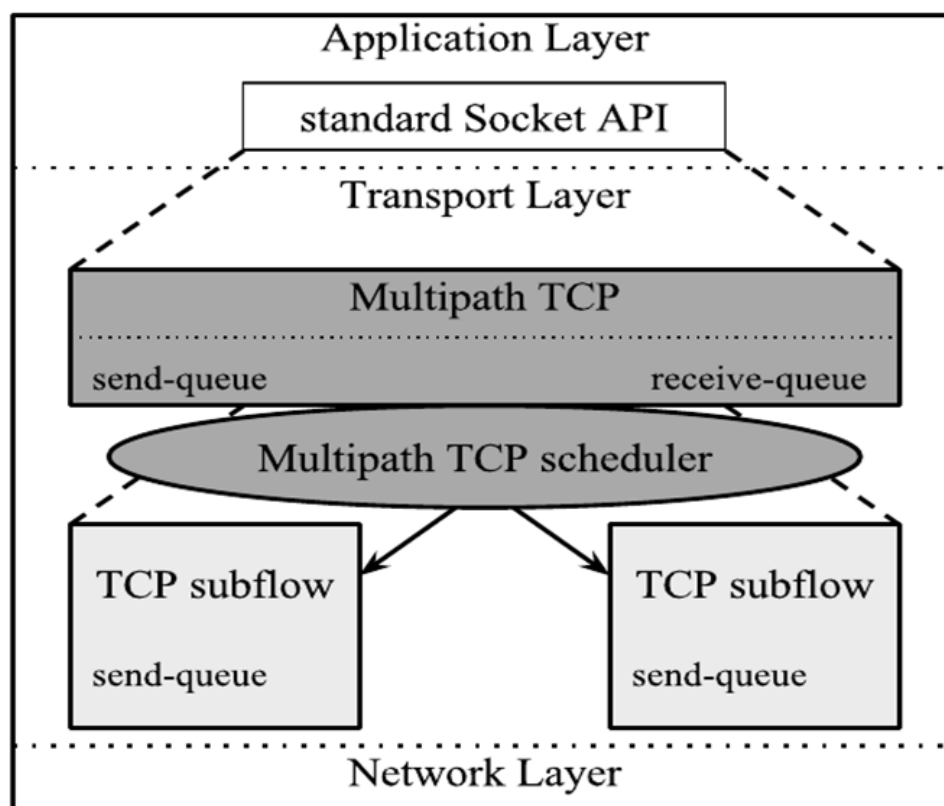 Application Layer
standard Socket API
Transport Layer
Multipath TCP
send-queue receive-queue
Multipath TCP scheduler
TCP subflow TCP subflow
send-queue send-queue
Network Layer